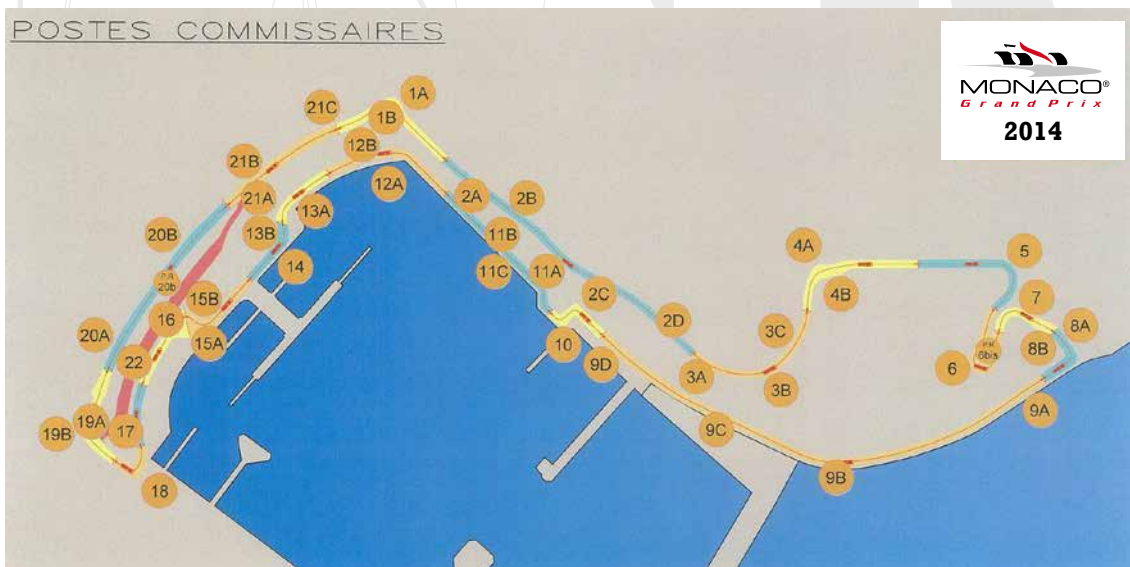 POSTES COMMISSAIRES
MONACO®
Grand Prix
2014
1A
21C
1B
12B
21B
12A
21A
2A
2B
13A
20B
13B
11B
4A
5
14
11C
11A
P.R
20b
15B
2C
4B
7
16
2D
3C
8A
20A
15A
10
P.R
6bis
8B
22
9D
6
3A
3B
9A
19A
19B
17
9C
18
9B